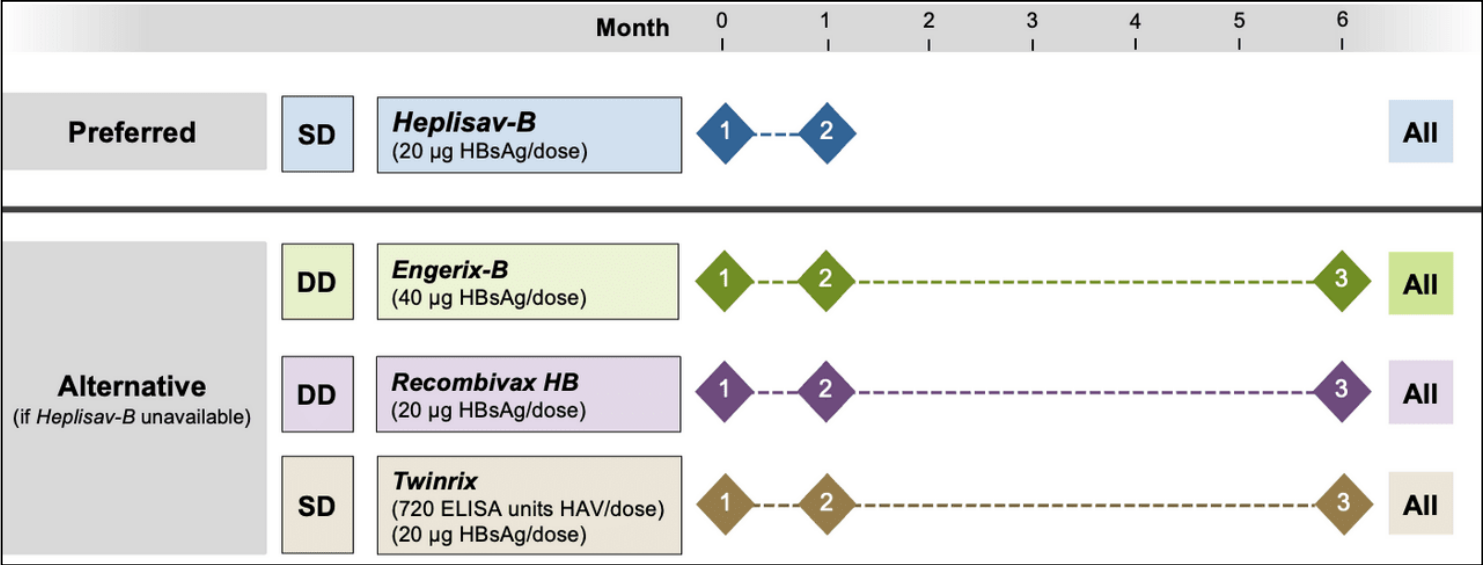 Month 0 1 2 3 4 5 6
Preferred SD Heplisav-B 1 2 All
(20 µg HBsAg/dose)
DD Engerix-B 1 2 3 All
(40 µg HBsAg/dose)
Alternative
(if Heplisav-B unavailable)
DD Recombivax HB 1 2 3 All
(20 µg HBsAg/dose)
SD Twinrix 1 2 3 All
(720 ELISA units HAV/dose)
(20 µg HBsAg/dose)